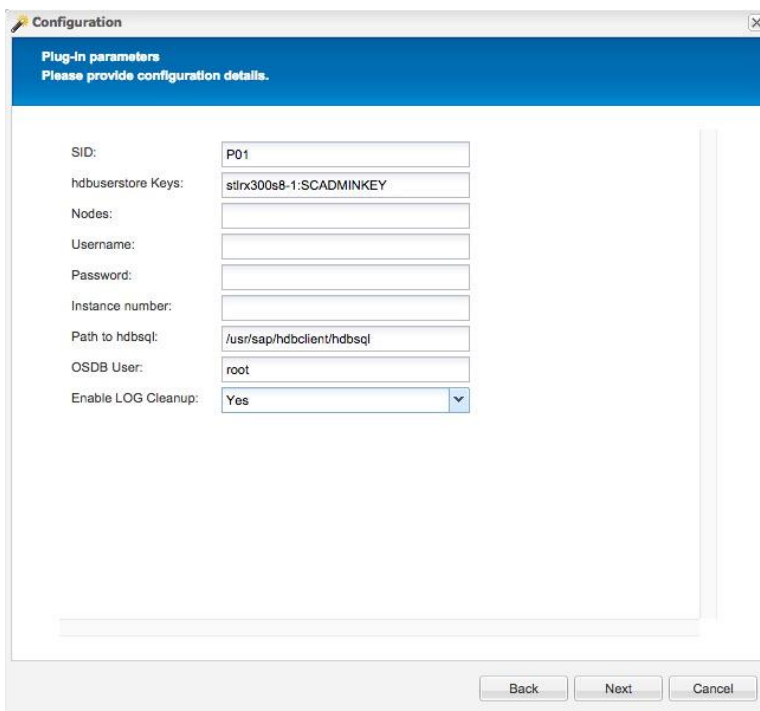 Configuration
Plug-in parameters
Please provide configuration details.
SID: P01
hdbuserstore Keys: stlrx300s8-1:SCADMINKEY
Nodes:
Username:
Password:
Instance number:
Path to hdbsql: /usr/sap/hdbclient/hdbsql
OSDB User: root
Enable LOG Cleanup: Yes
Back Next Cancel